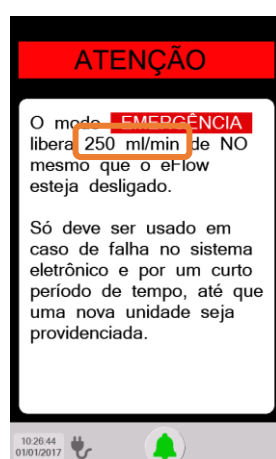 ATENÇÃO
O modo EMERGÊNCIA
libera 250 ml/min de NO
mesmo que o eFlow
esteja desligado.
Só deve ser usado em
caso de falha no sistema
eletrônico e por um curto
período de tempo, até que
uma nova unidade seja
providenciada.
10:26:44
01/01/2017